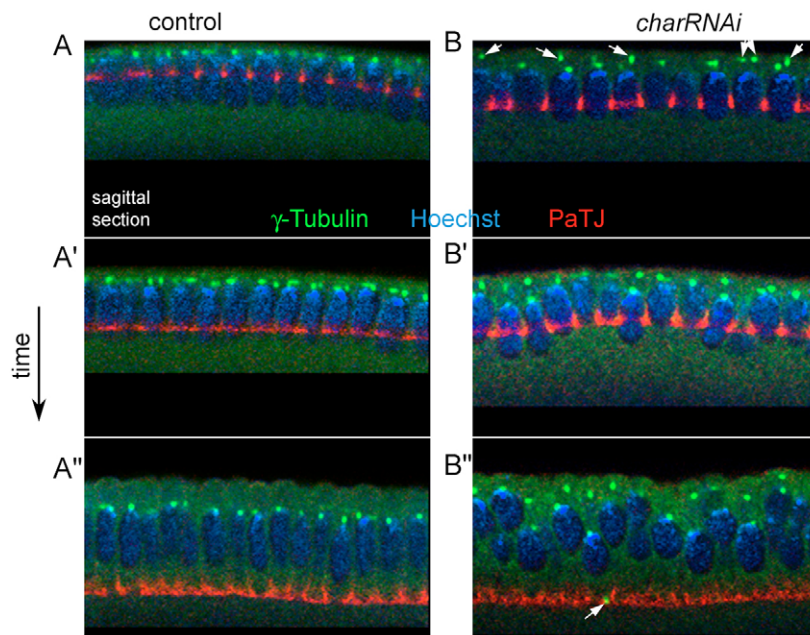 control
charRNAi
A
B
sagittal
section
γ-Tubulin Hoechst PaTJ
A'
B'
time
A"
B"